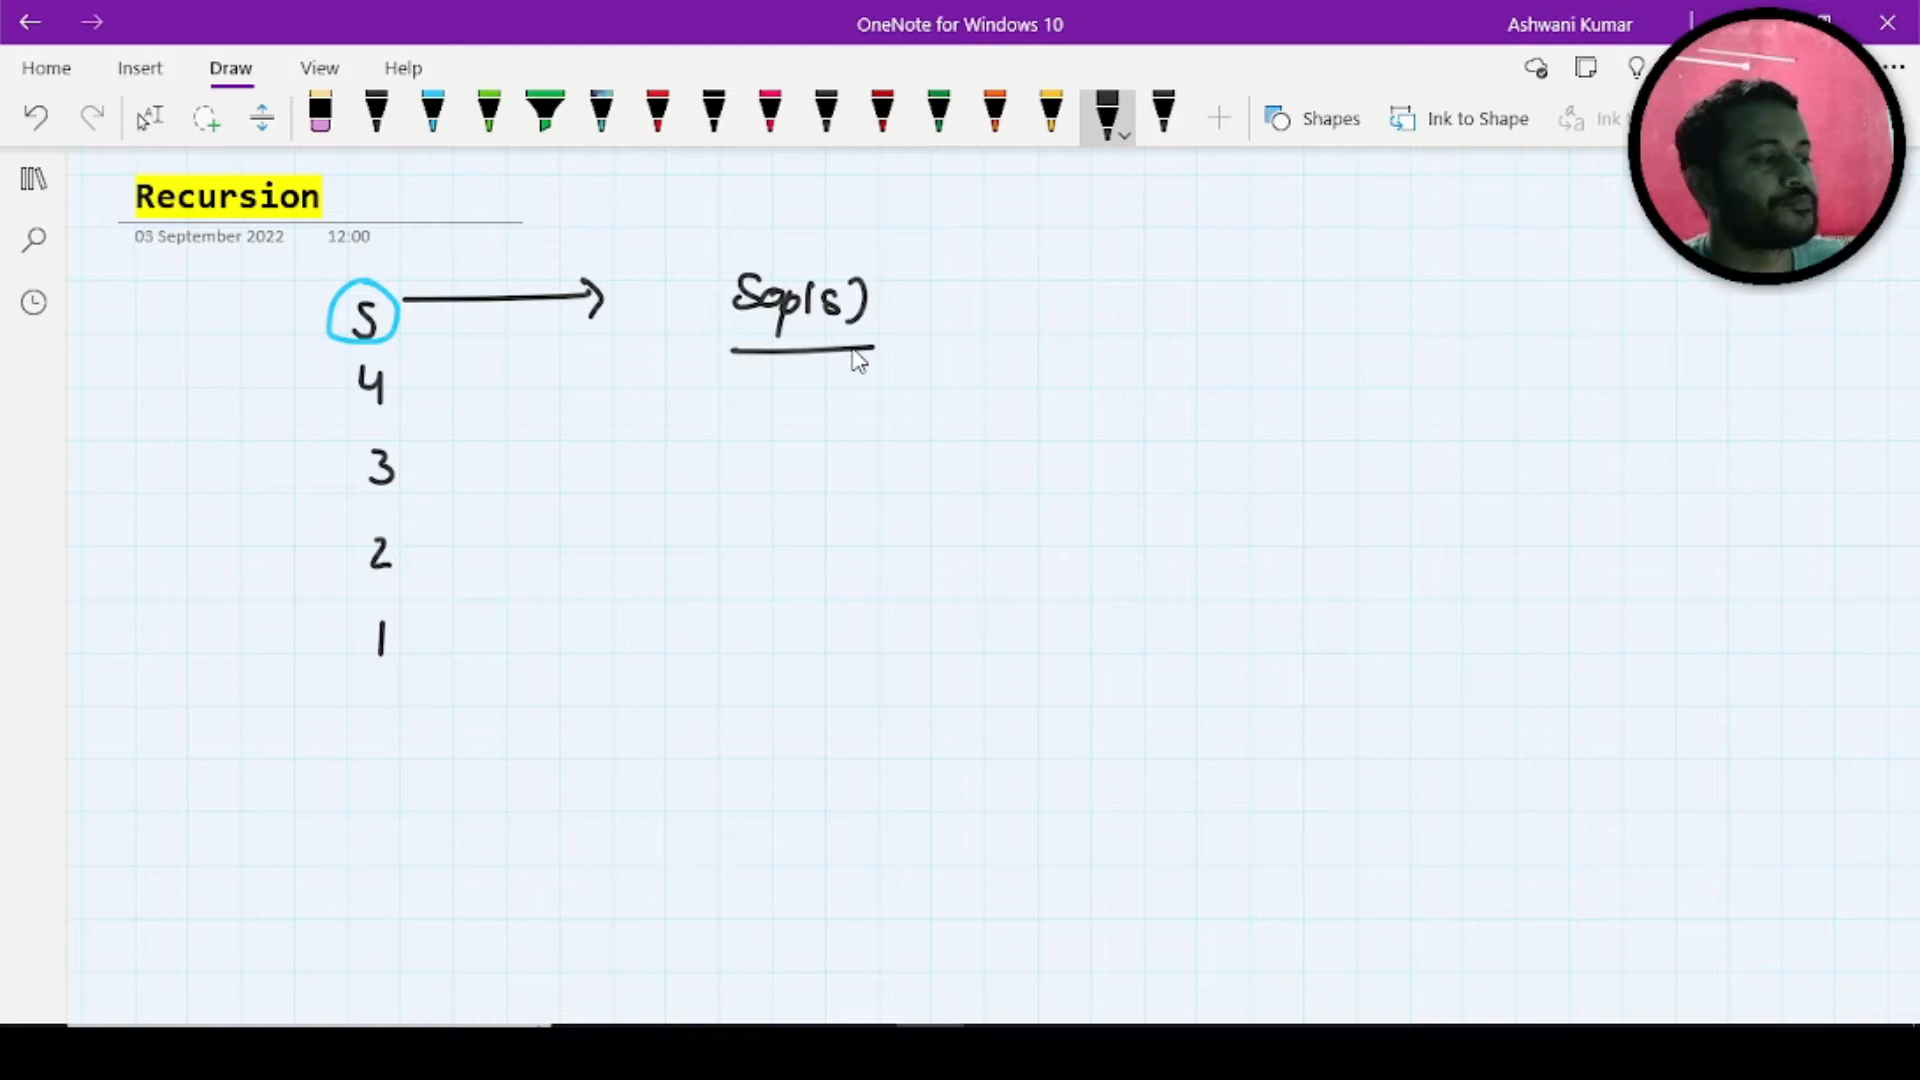 OneNote for Windows 10
Ashwani Kumar
Home Insert Draw View Help
Shapes Ink to Shape Ink
Recursion
03 September 2022 12:00
5 Sop(5)
4
3
2
1